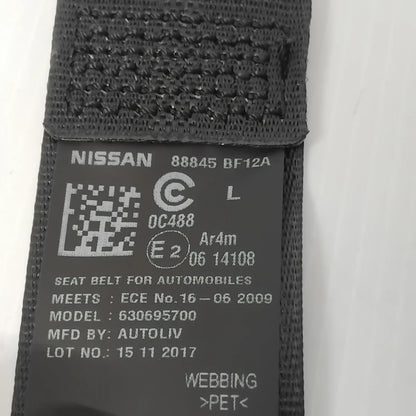 NISSAN 88845 BF12A
C L
0C488
E2 Ar4m
06 14108
SEAT BELT FOR AUTOMOBILES
MEETS : ECE No.16-06 2009
MODEL : 630695700
MFD BY: AUTOLIV
LOT NO.: 15 11 2017
WEBBING
>PET<